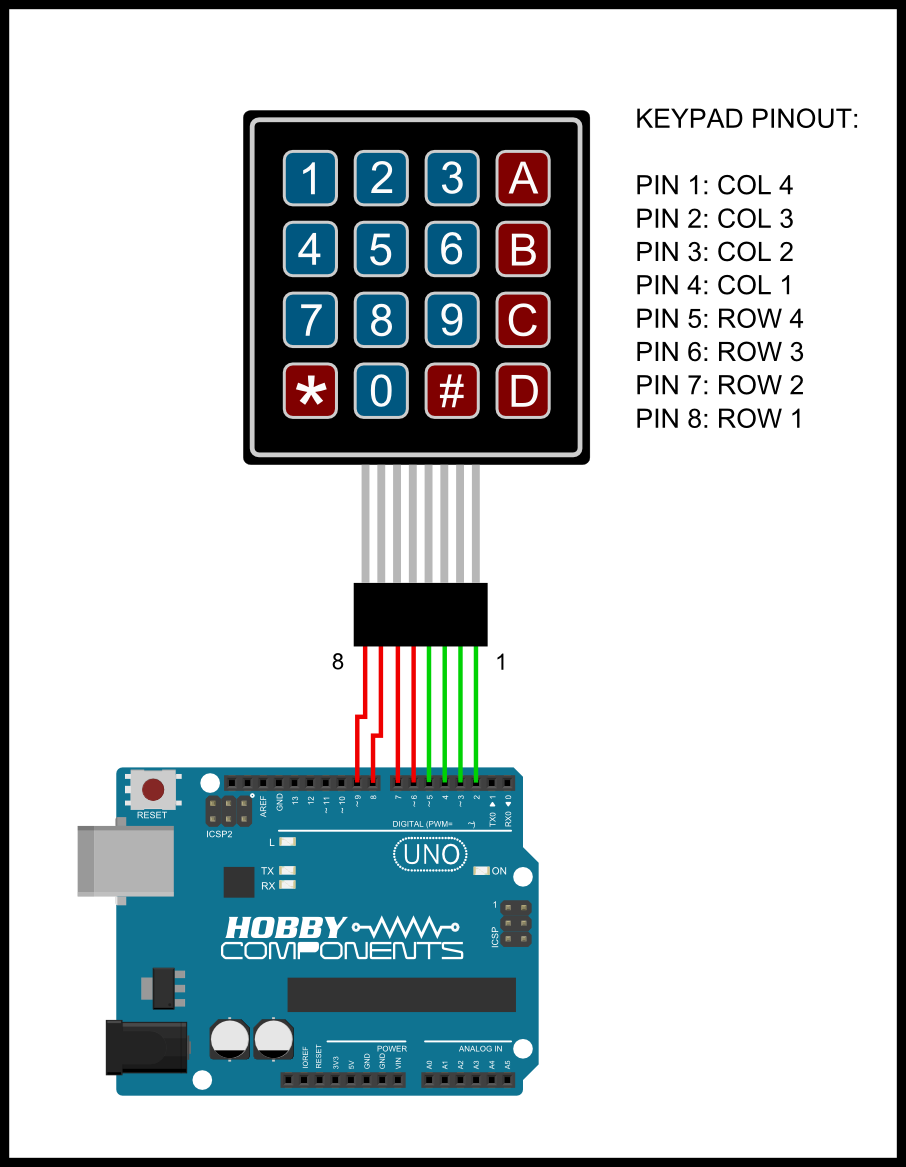 KEYPAD PINOUT:
PIN 1: COL 4
PIN 2: COL 3
PIN 3: COL 2
PIN 4: COL 1
PIN 5: ROW 4
PIN 6: ROW 3
PIN 7: ROW 2
PIN 8: ROW 1
1 2 3 A
4 5 6 B
7 8 9 C
* 0 # D
8 1
RESET
ICSP2
AREF
GND
13
12
~ 11
~ 10
~ 9
8
7
~ 6
~ 5
4
~ 3
2
TX0 ▶ 1
RX0 ◀ 0
DIGITAL (PWM= ~)
L
TX
RX
UNO
ON
1
ICSP
HOBBY
COMPONENTS
POWER
ANALOG IN
IOREF
RESET
3V3
5V
GND
GND
VIN
A0
A1
A2
A3
A4
A5